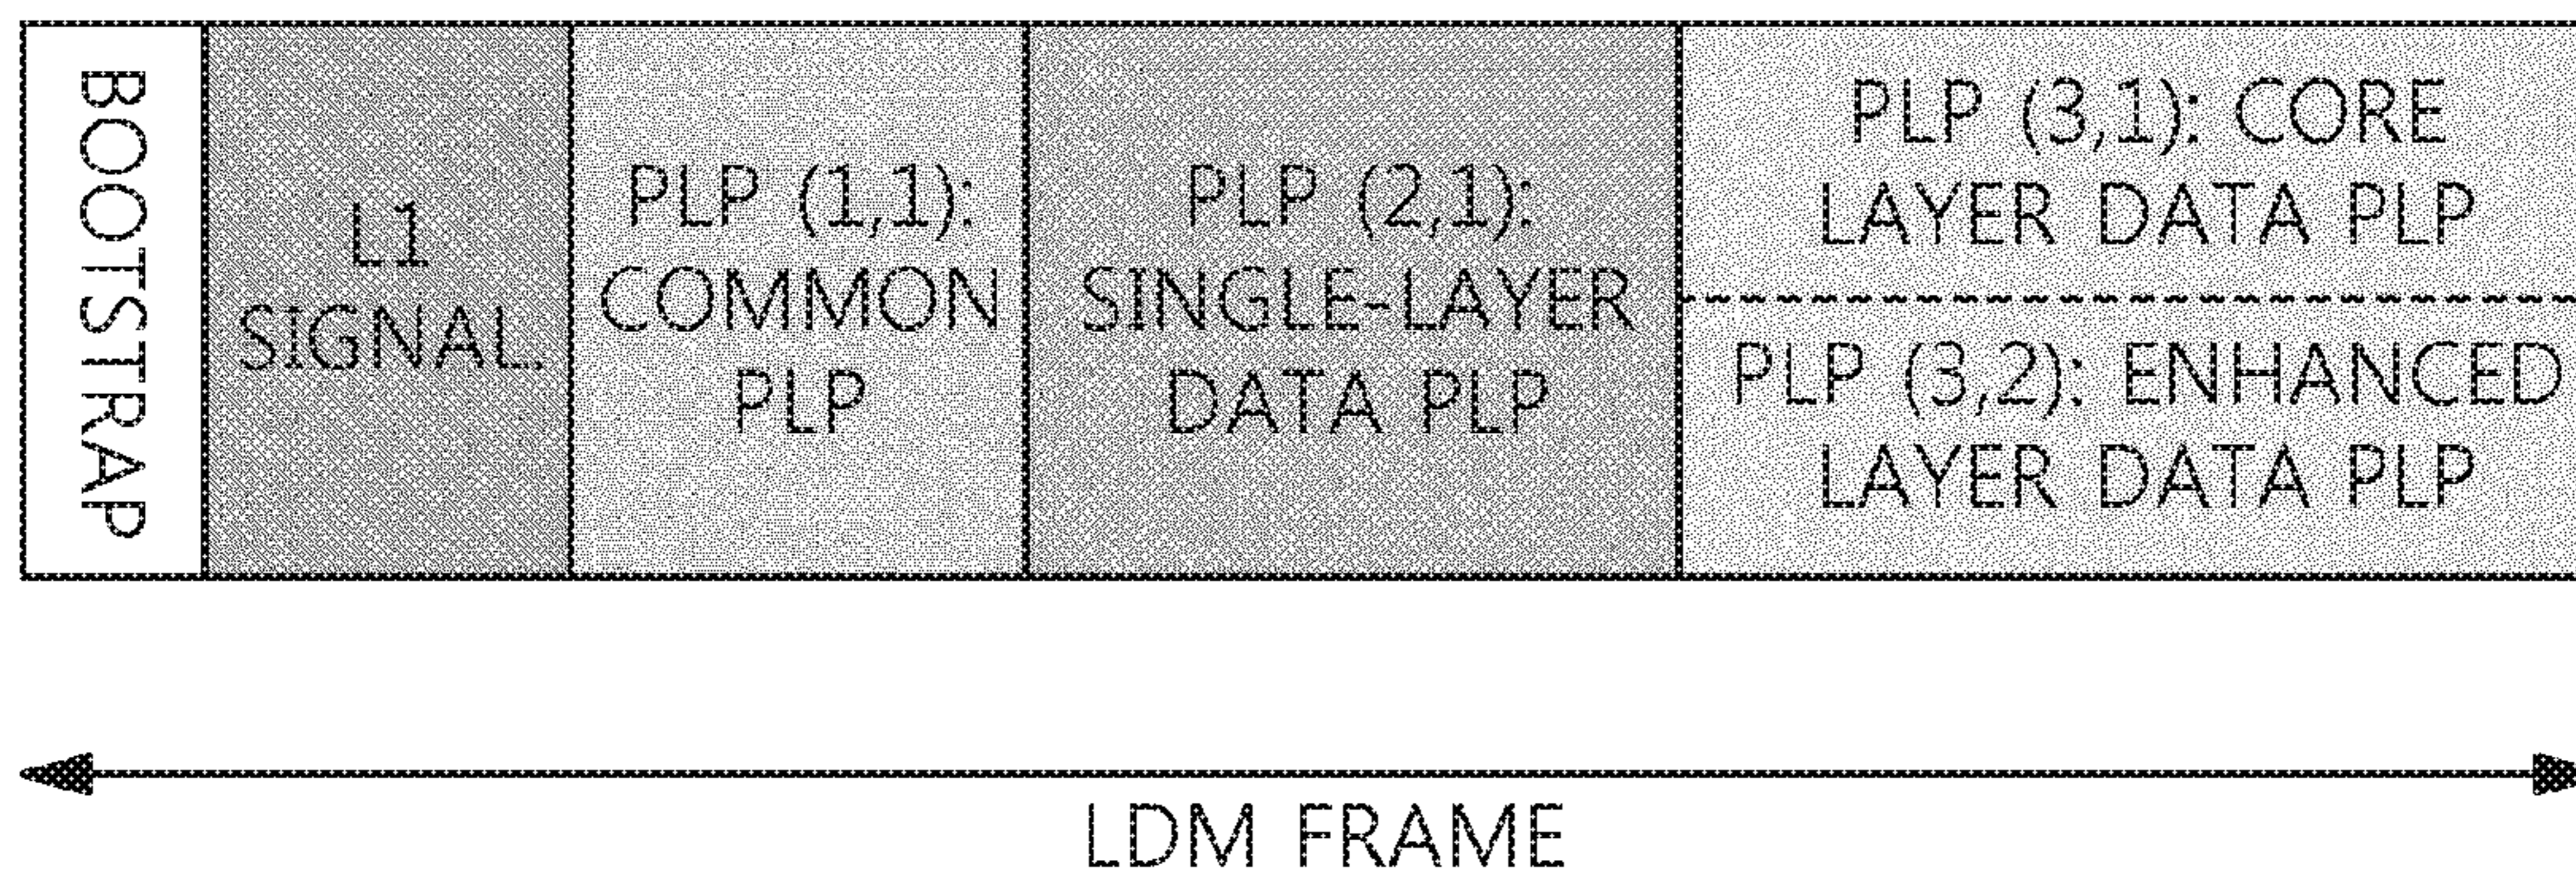 BOOTSTRAP
L1
SIGNAL
PLP (1,1):
COMMON
PLP
PLP (2,1):
SINGLE-LAYER
DATA PLP
PLP (3,1): CORE
LAYER DATA PLP
PLP (3,2): ENHANCED
LAYER DATA PLP
LDM FRAME